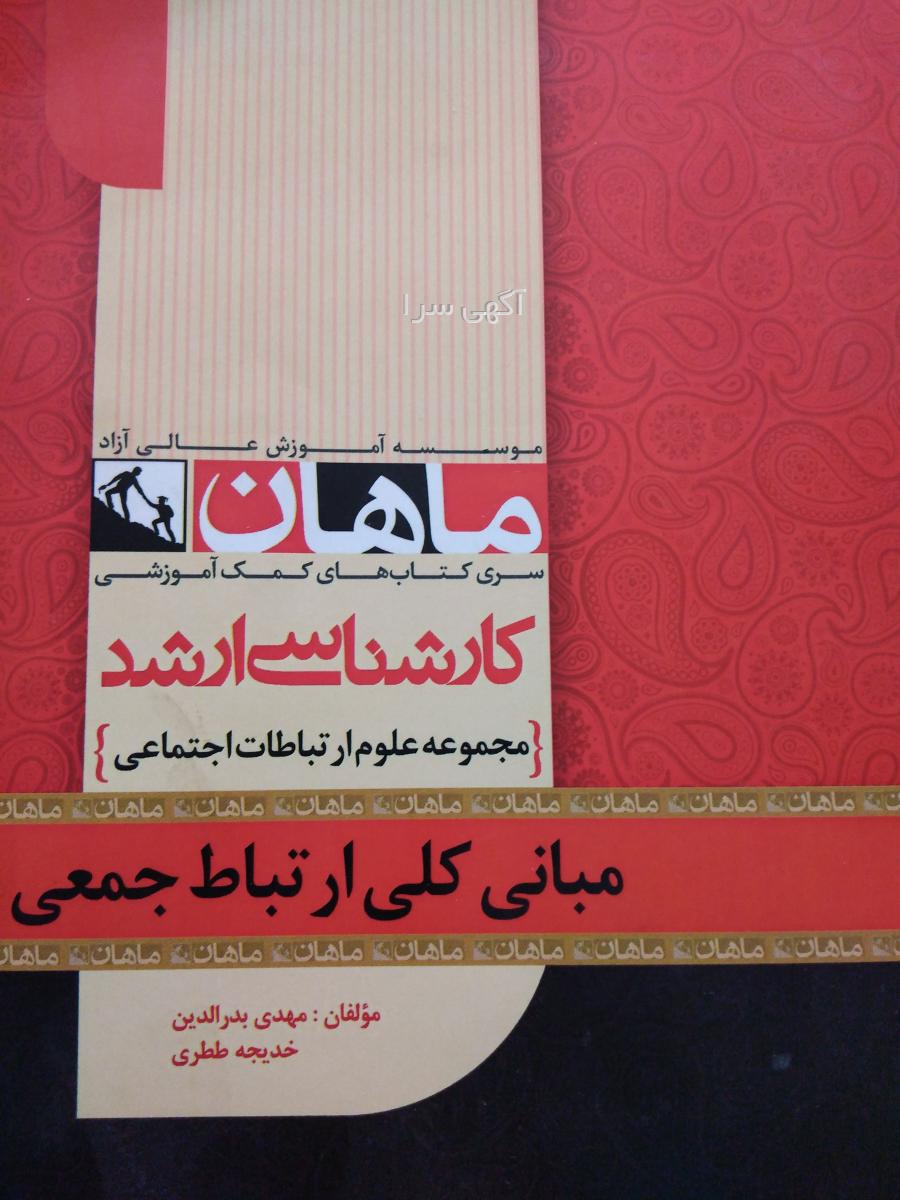 آگهی سرا
موسسه آموزش عالی آزاد
ماهان
سری کتاب‌های کمک آموزشی
کارشناسی ارشد
{مجموعه علوم ارتباطات اجتماعی}
ماهان ماهان ماهان ماهان ماهان ماهان ماهان ماهان ماهان
مبانی کلی ارتباط جمعی
ماهان ماهان ماهان ماهان ماهان ماهان ماهان ماهان ماهان
مؤلفان : مهدی بدرالدین
خدیجه ططری